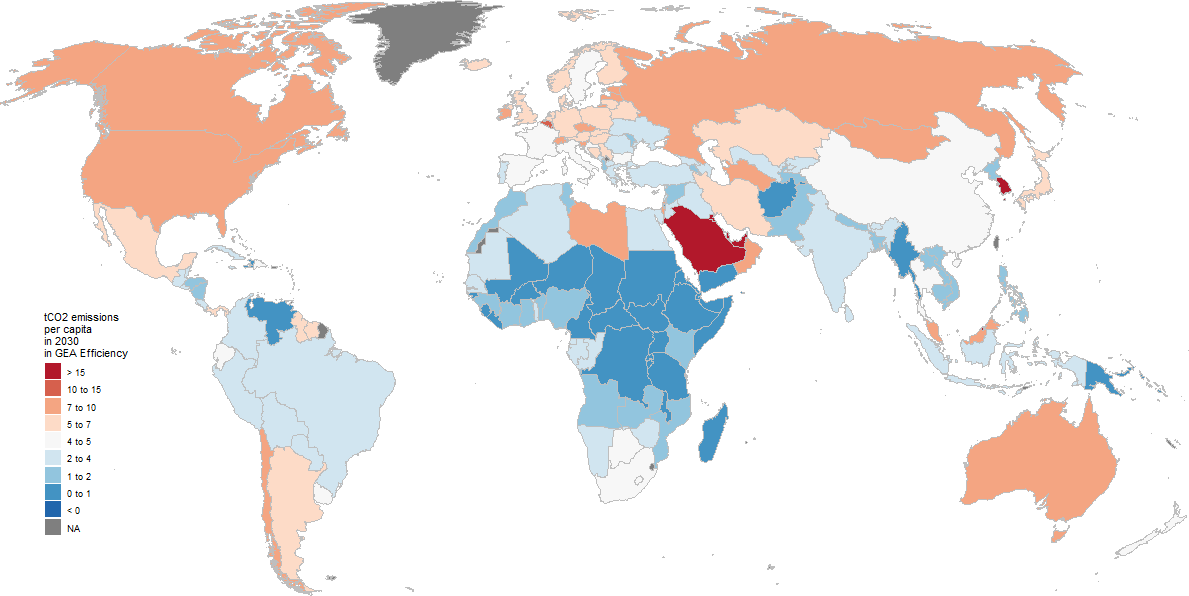 tCO2 emissions
per capita
in 2030
in GEA Efficiency
> 15
10 to 15
7 to 10
5 to 7
4 to 5
2 to 4
1 to 2
0 to 1
< 0
NA